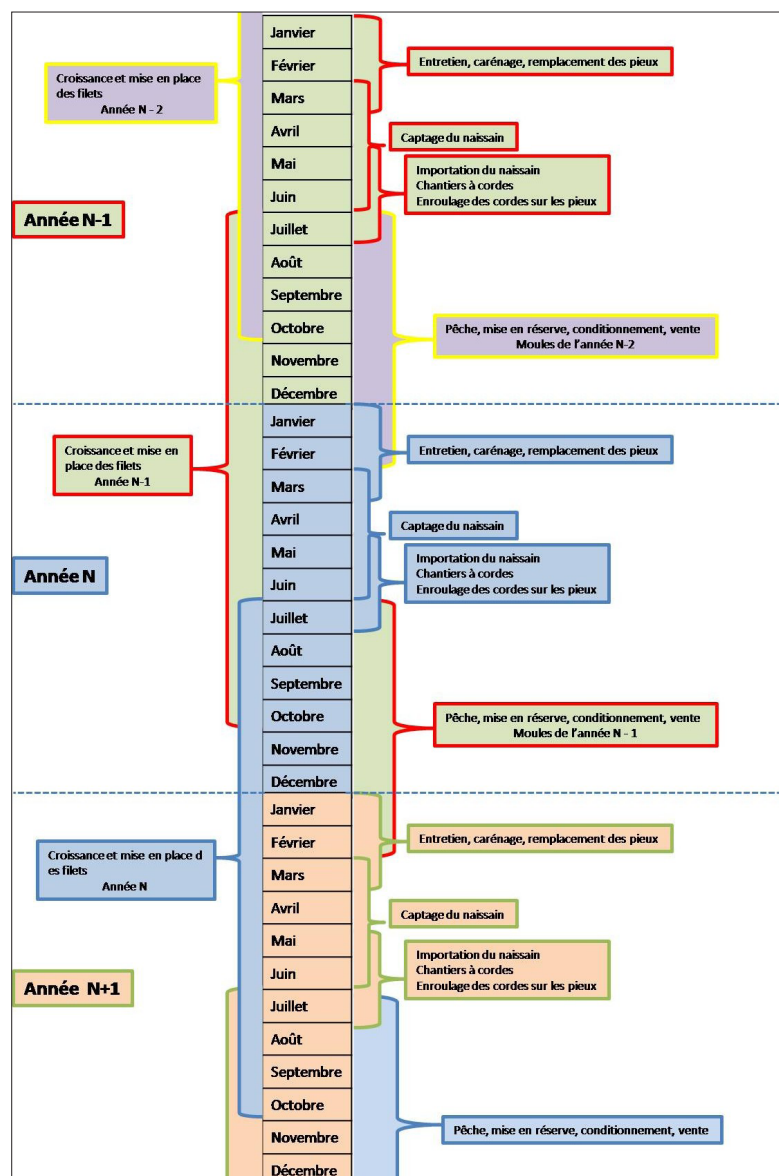 Janvier
Février
Entretien, carénage, remplacement des pieux
Croissance et mise en place
des filets
Année N - 2
Mars
Avril
Captage du naissain
Mai
Importation du naissain
Chantiers à cordes
Enroulage des cordes sur les pieux
Juin
Année N-1
Juillet
Août
Septembre
Octobre
Pêche, mise en réserve, conditionnement, vente
Moules de l'année N-2
Novembre
Décembre
Janvier
Février
Entretien, carénage, remplacement des pieux
Croissance et mise en
place des filets
Année N-1
Mars
Avril
Captage du naissain
Mai
Importation du naissain
Chantiers à cordes
Enroulage des cordes sur les pieux
Année N
Juin
Juillet
Août
Septembre
Octobre
Pêche, mise en réserve, conditionnement, vente
Moules de l'année N - 1
Novembre
Décembre
Janvier
Février
Entretien, carénage, remplacement des pieux
Croissance et mise en place d
es filets
Année N
Mars
Avril
Captage du naissain
Mai
Importation du naissain
Chantiers à cordes
Enroulage des cordes sur les pieux
Juin
Année N+1
Juillet
Août
Septembre
Octobre
Pêche, mise en réserve, conditionnement, vente
Novembre
Décembre